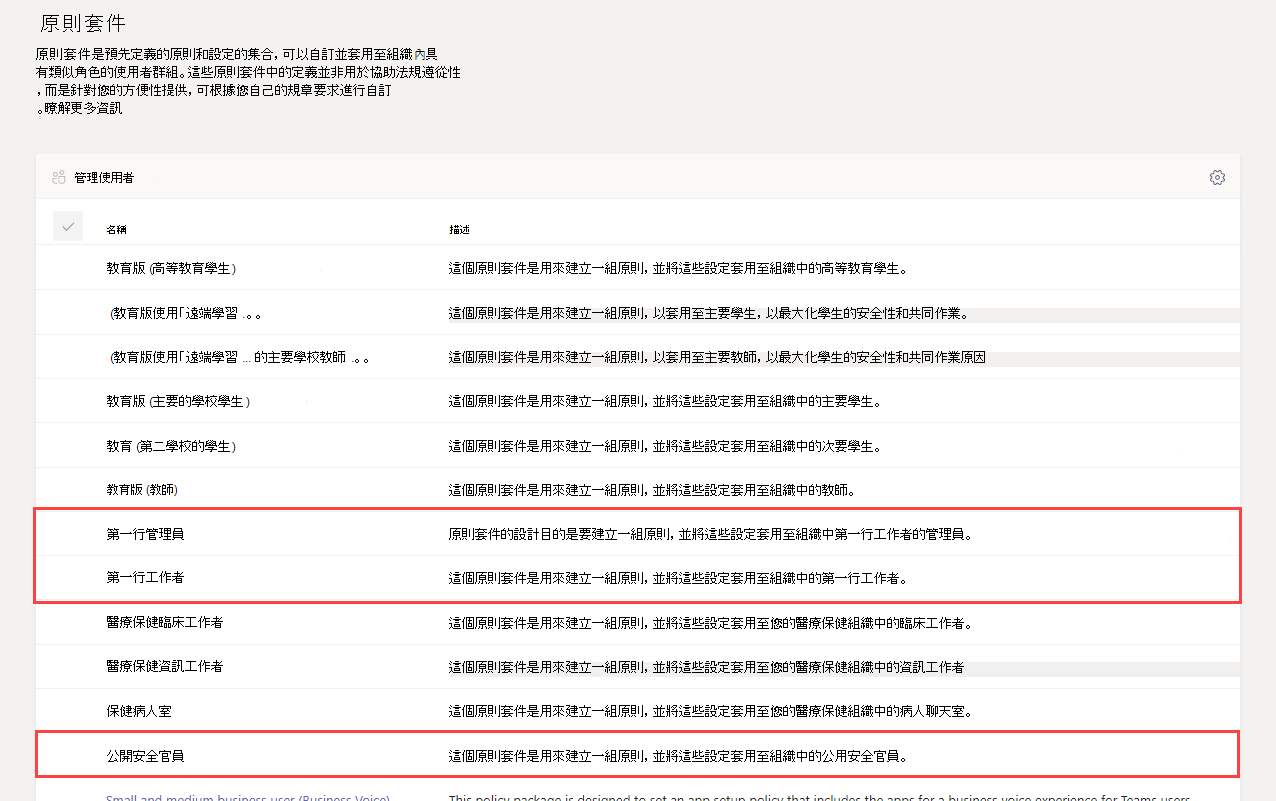 原則套件
原則套件是預先定義的原則和設定的集合, 可以自訂並套用至組織內具
有類似角色的使用者群組。這些原則套件中的定義並非用於協助法規遵從性
, 而是針對您的方便性提供, 可根據您自己的規章要求進行自訂
。瞭解更多資訊
管理使用者
名稱 描述
教育版 (高等教育學生) 這個原則套件是用來建立一組原則, 並將這些設定套用至組織中的高等教育學生。
(教育版使用「遠端學習 .。。 這個原則套件是用來建立一組原則, 以套用至主要學生, 以最大化學生的安全性和共同作業。
(教育版使用「遠端學習 ... 的主要學校教師 .。。 這個原則套件是用來建立一組原則, 以套用至主要教師, 以最大化學生的安全性和共同作業原因
教育版 (主要的學校學生) 這個原則套件是用來建立一組原則, 並將這些設定套用至組織中的主要學生。
教育 (第二學校的學生) 這個原則套件是用來建立一組原則, 並將這些設定套用至組織中的次要學生。
教育版 (教師) 這個原則套件是用來建立一組原則, 並將這些設定套用至組織中的教師。
第一行管理員 原則套件的設計目的是要建立一組原則, 並將這些設定套用至組織中第一行工作者的管理員。
第一行工作者 這個原則套件是用來建立一組原則, 並將這些設定套用至組織中的第一行工作者。
醫療保健臨床工作者 這個原則套件是用來建立一組原則, 並將這些設定套用至您的醫療保健組織中的臨床工作者。
醫療保健資訊工作者 這個原則套件是用來建立一組原則, 並將這些設定套用至您的醫療保健組織中的資訊工作者
保健病人室 這個原則套件是用來建立一組原則, 並將這些設定套用至您的醫療保健組織中的病人聊天室。
公開安全官員 這個原則套件是用來建立一組原則, 並將這些設定套用至組織中的公用安全官員。
Small and medium business user (Business Voice) This policy package is designed to set an app setup policy that includes the apps for a business voice experience for Teams users